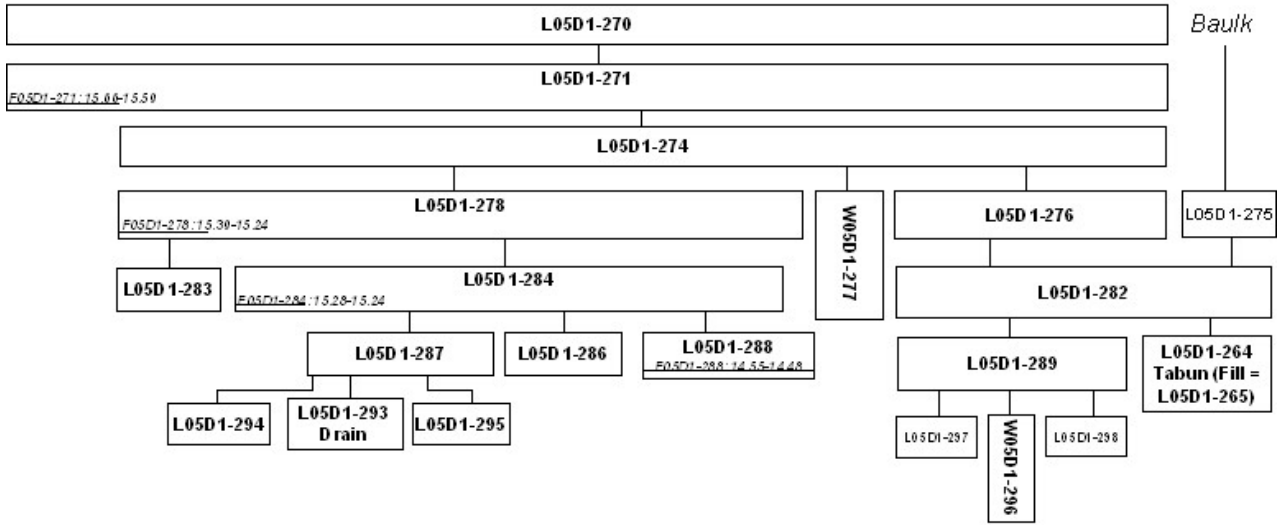 L05D1-270
Baulk
L05D1-271
F05D1-271:15.66-15.50
L05D1-274
L05D1-278
F05D1-278:15.30-15.24
W05D1-277
L05D1-276
L05D1-275
L05D1-283
L05D1-284
F05D1-284:15.28-15.24
L05D1-282
L05D1-287
L05D1-286
L05D1-288
F05D1-288:14.55-14.48
L05D1-289
L05D1-264
Tabun (Fill =
L05D1-265)
L05D1-294
L05D1-293
Drain
L05D1-295
L05D1-297
W05D1-296
L05D1-298